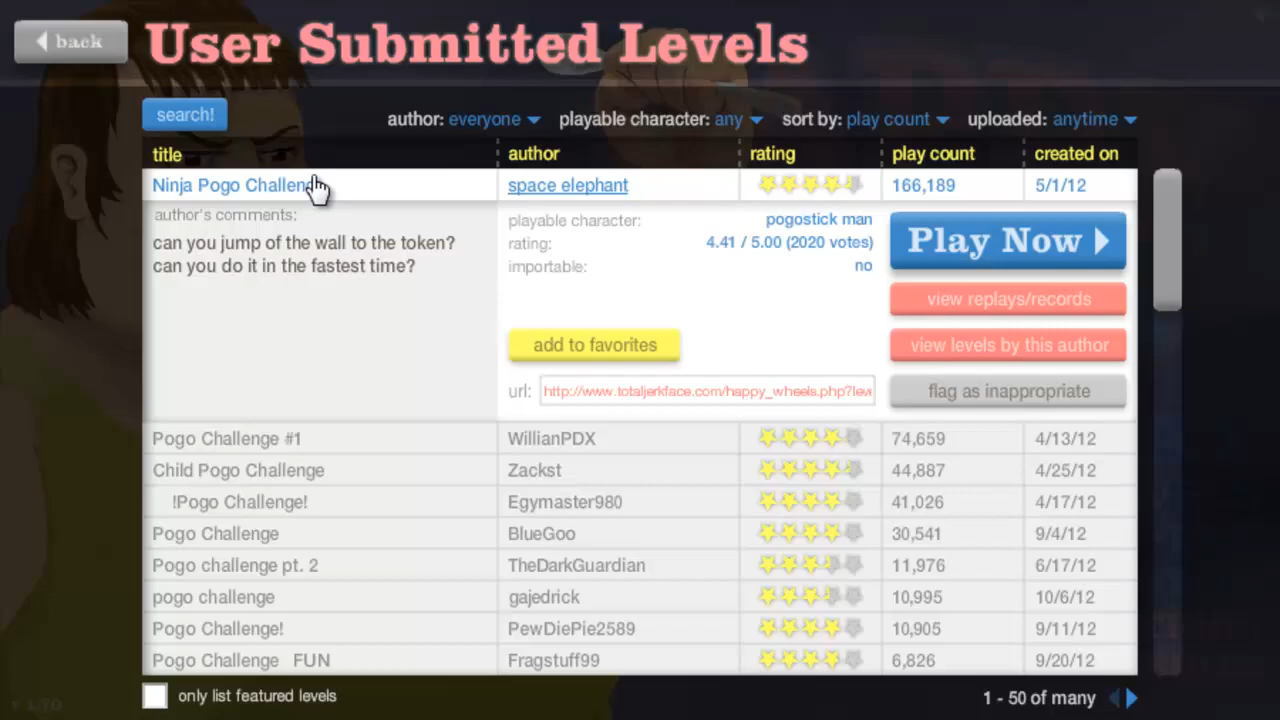 back
User Submitted Levels
search!
author: everyone playable character: any sort by: play count uploaded: anytime
title author rating play count created on
Ninja Pogo Challen space elephant 166,189 5/1/12
author's comments:
can you jump of the wall to the token?
can you do it in the fastest time?
playable character: pogostick man
rating: 4.41 / 5.00 (2020 votes)
importable: no
add to favorites
url: http://www.totaljerkface.com/happy_wheels.php?lev
Play Now
view replays/records
view levels by this author
flag as inappropriate
Pogo Challenge #1 WillianPDX 74,659 4/13/12
Child Pogo Challenge Zackst 44,887 4/25/12
!Pogo Challenge! Egymaster980 41,026 4/17/12
Pogo Challenge BlueGoo 30,541 9/4/12
Pogo challenge pt. 2 TheDarkGuardian 11,976 6/17/12
pogo challenge gajedrick 10,995 10/6/12
Pogo Challenge! PewDiePie2589 10,905 9/11/12
Pogo Challenge FUN Fragstuff99 6,826 9/20/12
only list featured levels
1 - 50 of many